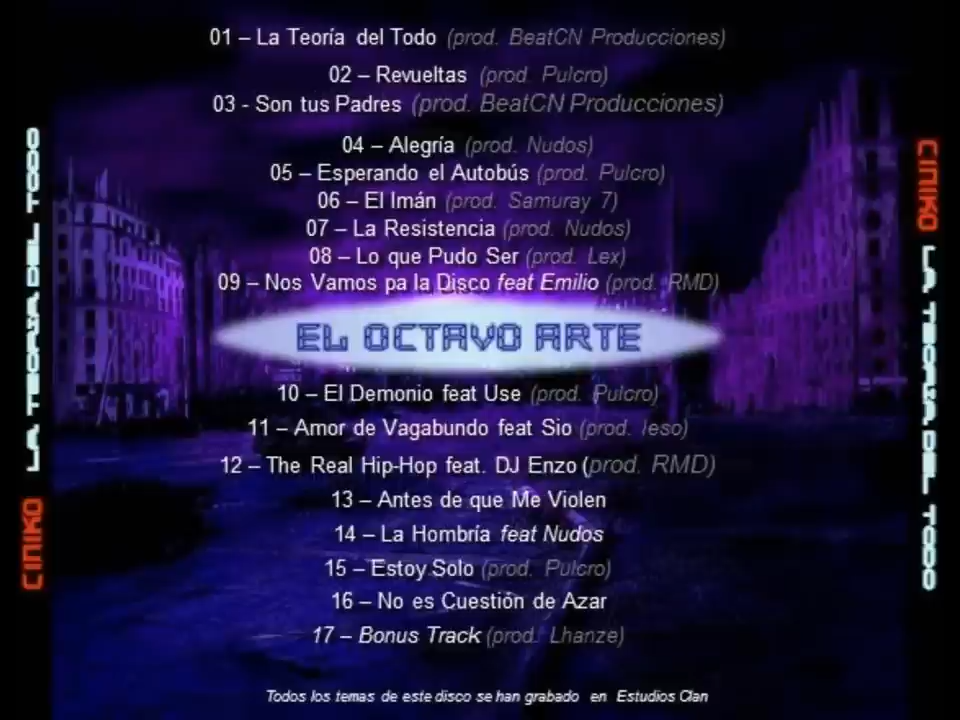 01 – La Teoría del Todo (prod. BeatCN Producciones)
02 – Revueltas (prod. Pulcro)
03 - Son tus Padres (prod. BeatCN Producciones)
04 – Alegría (prod. Nudos)
05 – Esperando el Autobús (prod. Pulcro)
06 – El Imán (prod. Samuray 7)
07 – La Resistencia (prod. Nudos)
08 – Lo que Pudo Ser (prod. Lex)
09 – Nos Vamos pa la Disco feat Emilio (prod. RMD)
EL OCTAVO ARTE
10 – El Demonio feat Use (prod. Pulcro)
11 – Amor de Vagabundo feat Sio (prod. Ieso)
12 – The Real Hip-Hop feat. DJ Enzo (prod. RMD)
13 – Antes de que Me Violen
14 – La Hombría feat Nudos
15 – Estoy Solo (prod. Pulcro)
16 – No es Cuestión de Azar
17 – Bonus Track (prod. Lhanze)
Todos los temas de este disco se han grabado en Estudios Clan
CINIKO LA TEORIA DEL TODO
CINIKO LA TEORIA DEL TODO